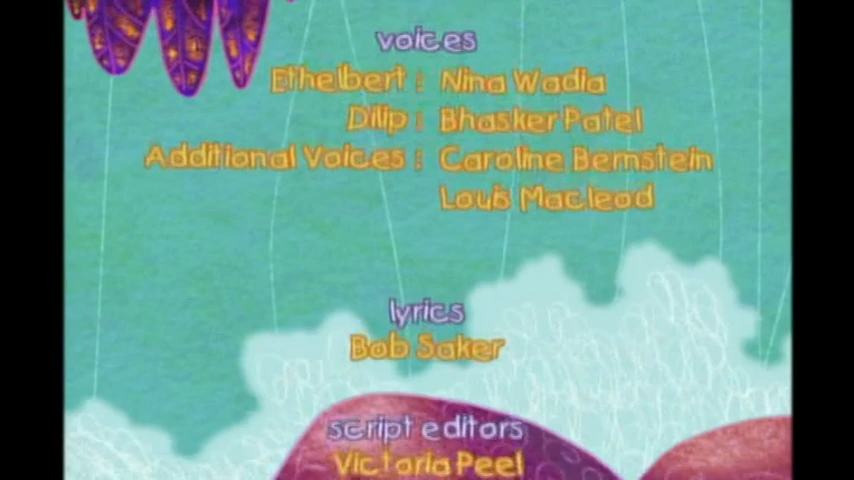 voices
Ethelbert : Nina Wadia
Dilip : Bhasker Patel
Additional Voices : Caroline Bernstein
Louis Macleod
lyrics
Bob Saker
script editors
Victoria Peel